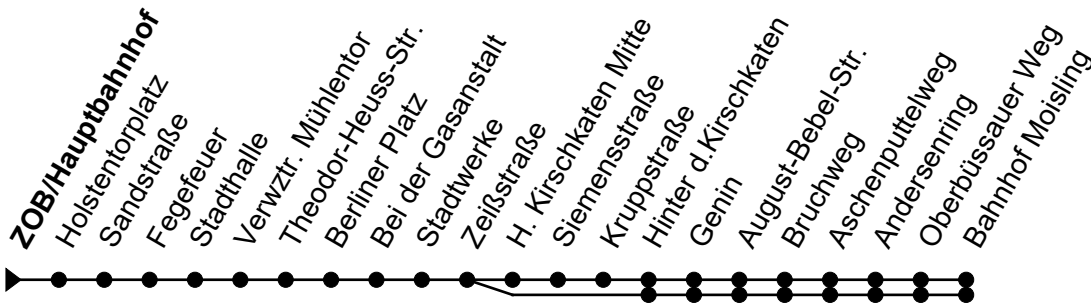 ZOB/Hauptbahnhof
Holstentorplatz
Sandstraße
Fegefeuer
Stadthalle
Verwztr. Mühlentor
Theodor-Heuss-Str.
Berliner Platz
Bei der Gasanstalt
Stadtwerke
Zeißstraße
H. Kirschkaten Mitte
Siemensstraße
Kruppstraße
Hinter d.Kirschkaten
Genin
August-Bebel-Str.
Bruchweg
Aschenputtelweg
Andersenring
Oberbüssauer Weg
Bahnhof Moisling